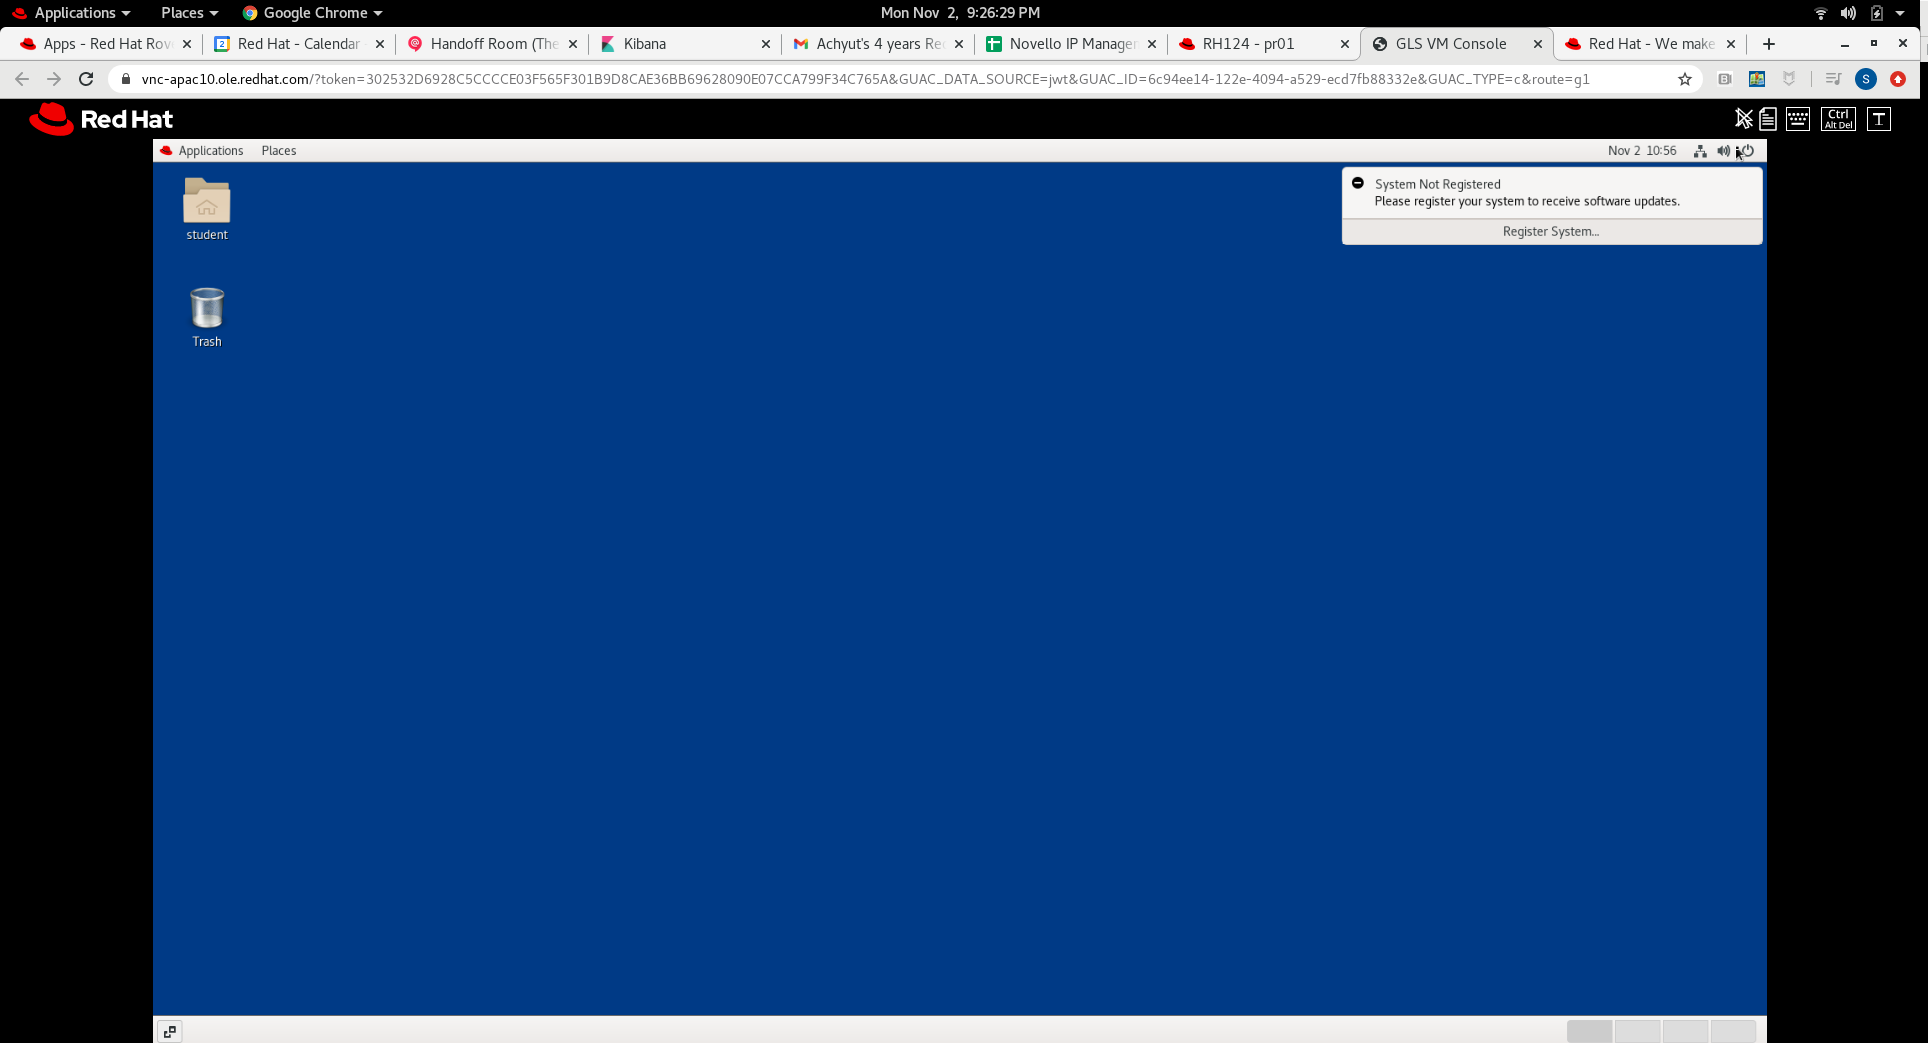 Applications Places Google Chrome Mon Nov 2, 9:26:29 PM
Apps - Red Hat Rov Red Hat - Calendar Handoff Room (The Kibana Achyut's 4 years Re Novello IP Manager RH124 - pr01 GLS VM Console Red Hat - We make
vnc-apac10.ole.redhat.com/?token=302532D6928C5CCCCE03F565F301B9D8CAE36BB69628090E07CCA799F34C765A&GUAC_DATA_SOURCE=jwt&GUAC_ID=6c94ee14-122e-4094-a529-ecd7fb88332e&GUAC_TYPE=c&route=g1 S
Red Hat Ctrl
Alt Del
Applications Places Nov 2 10:56
System Not Registered
Please register your system to receive software updates.
Register System...
student
Trash